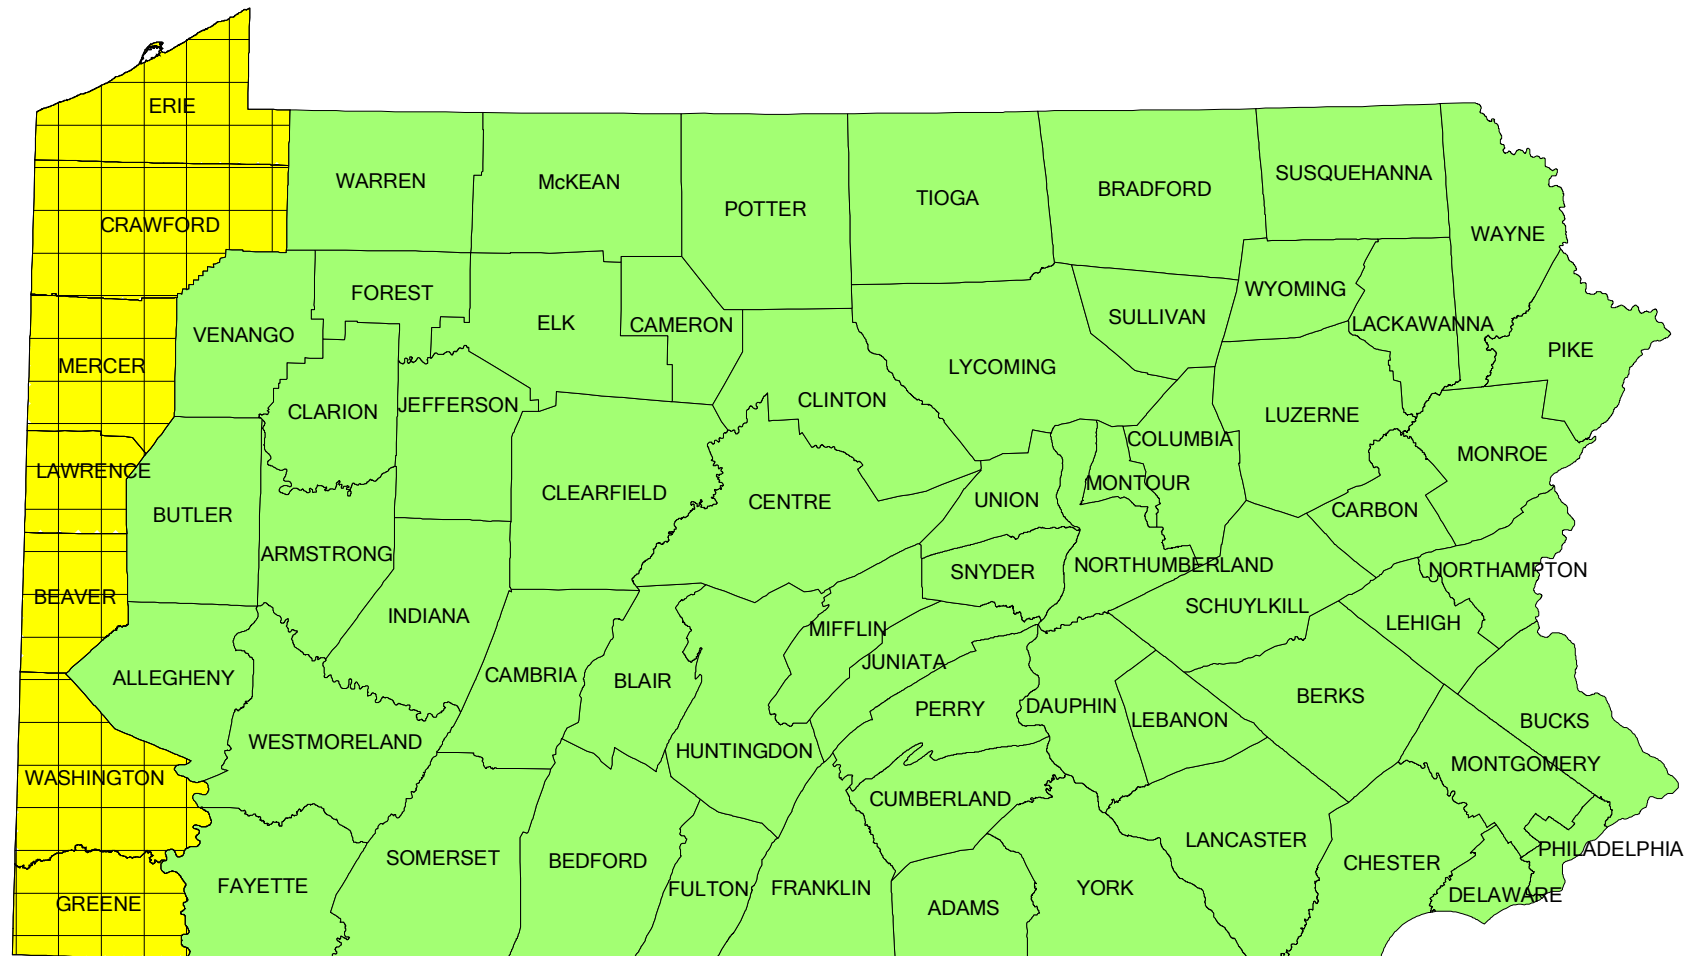 ERIE
WARREN
McKEAN
SUSQUEHANNA
BRADFORD
TIOGA
POTTER
CRAWFORD
WAYNE
FOREST
WYOMING
SULLIVAN
ELK
CAMERON
LACKAWANNA
VENANGO
PIKE
MERCER
LYCOMING
CLINTON
JEFFERSON
CLARION
LUZERNE
COLUMBIA
MONROE
LAWRENCE
MONTOUR
CLEARFIELD
CENTRE
UNION
CARBON
BUTLER
ARMSTRONG
NORTHUMBERLAND
NORTHAMPTON
SNYDER
BEAVER
SCHUYLKILL
INDIANA
LEHIGH
MIFFLIN
JUNIATA
CAMBRIA
ALLEGHENY
BLAIR
BERKS
DAUPHIN
PERRY
LEBANON
BUCKS
WESTMORELAND
HUNTINGDON
MONTGOMERY
WASHINGTON
CUMBERLAND
LANCASTER
PHILADELPHIA
SOMERSET
BEDFORD
CHESTER
FAYETTE
FULTON
FRANKLIN
YORK
DELAWARE
GREENE
ADAMS